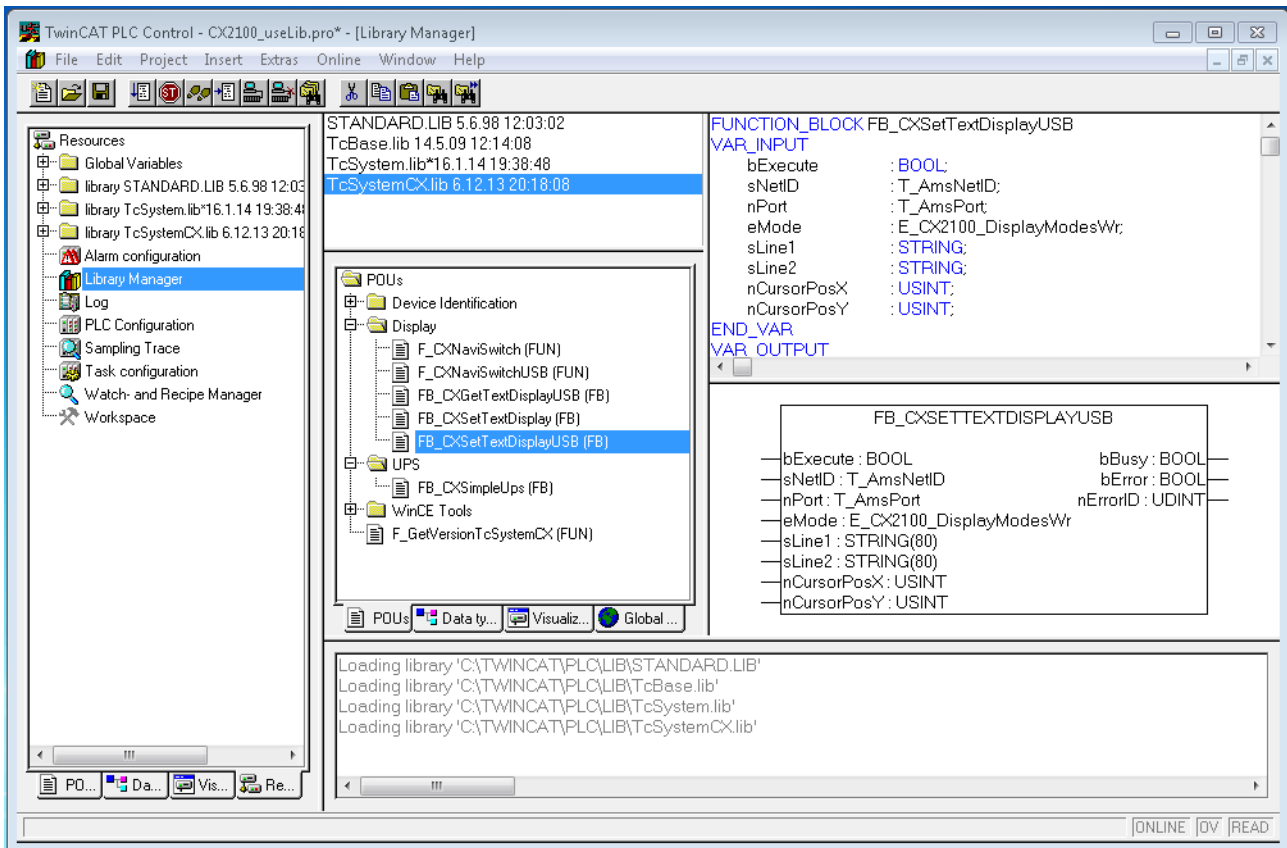 TwinCAT PLC Control - CX2100_useLib.pro* - [Library Manager]
File Edit Project Insert Extras Online Window Help
Resources
Global Variables
library STANDARD.LIB 5.6.98 12:03
library TcSystem.lib*16.1.14 19:38:4
library TcSystemCX.lib 6.12.13 20:18
Alarm configuration
Library Manager
Log
PLC Configuration
Sampling Trace
Task configuration
Watch- and Recipe Manager
Workspace
PO... Da... Vis... Re...
STANDARD.LIB 5.6.98 12:03:02
TcBase.lib 14.5.09 12:14:08
TcSystem.lib*16.1.14 19:38:48
TcSystemCX.lib 6.12.13 20:18:08
POUs
Device Identification
Display
F_CXNaviSwitch (FUN)
F_CXNaviSwitchUSB (FUN)
FB_CXGetTextDisplayUSB (FB)
FB_CXSetTextDisplay (FB)
FB_CXSetTextDisplayUSB (FB)
UPS
FB_CXSimpleUps (FB)
WinCE Tools
F_GetVersionTcSystemCX (FUN)
POUs Data ty... Visualiz... Global ...
FUNCTION_BLOCK FB_CXSetTextDisplayUSB
VAR_INPUT
bExecute : BOOL;
sNetID : T_AmsNetID;
nPort : T_AmsPort;
eMode : E_CX2100_DisplayModesWr;
sLine1 : STRING;
sLine2 : STRING;
nCursorPosX : USINT;
nCursorPosY : USINT;
END_VAR
VAR_OUTPUT
FB_CXSETTEXTDISPLAYUSB
bExecute : BOOL bBusy : BOOL
sNetID : T_AmsNetID bError : BOOL
nPort : T_AmsPort nErrorID : UDINT
eMode : E_CX2100_DisplayModesWr
sLine1 : STRING(80)
sLine2 : STRING(80)
nCursorPosX : USINT
nCursorPosY : USINT
Loading library 'C:\TWINCAT\PLC\LIB\STANDARD.LIB'
Loading library 'C:\TWINCAT\PLC\LIB\TcBase.lib'
Loading library 'C:\TWINCAT\PLC\LIB\TcSystem.lib'
Loading library 'C:\TWINCAT\PLC\LIB\TcSystemCX.lib'
ONLINE OV READ